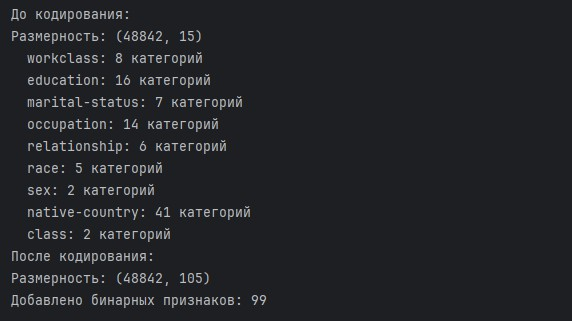 До кодирования:
Размерность: (48842, 15)
workclass: 8 категорий
education: 16 категорий
marital-status: 7 категорий
occupation: 14 категорий
relationship: 6 категорий
race: 5 категорий
sex: 2 категорий
native-country: 41 категорий
class: 2 категорий
После кодирования:
Размерность: (48842, 105)
Добавлено бинарных признаков: 99